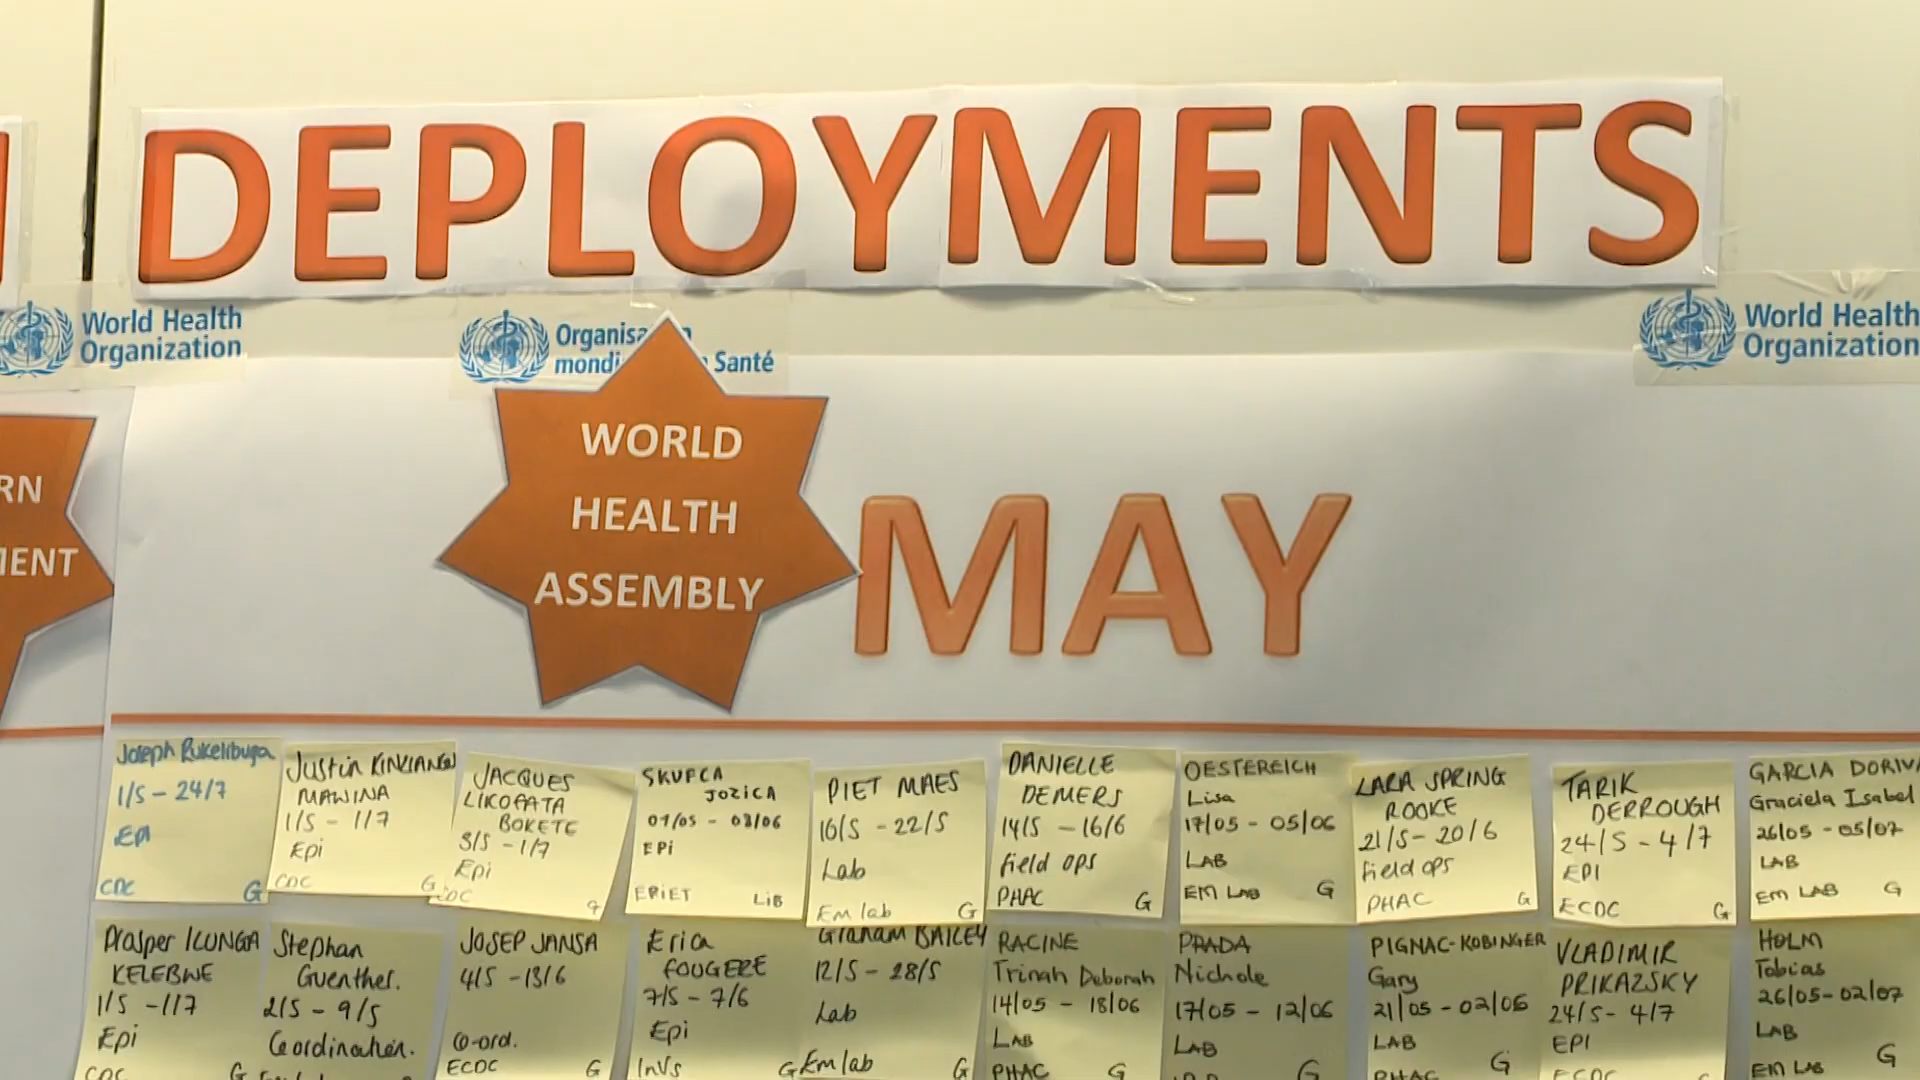 DEPLOYMENTS
World Health
Organization
Organisa
mondi Santé
World Health
Organization
RN
MENT
WORLD
HEALTH
ASSEMBLY
MAY
Joseph Rukelibuga
1/5 - 24/7
EPI
CDC G
Justin
MAWINA
1/5 - 1/7
Epi
CDC G
JACQUES
LIKOFATA
BOKETE
3/5 - 1/7
Epi
CDC G
SKUFCA
JOZICA
07/05 - 03/06
EPi
EPIET LIB
PIET MAES
16/5 - 22/5
Lab
Em lab G
DANIELLE
DEMERS
14/5 - 16/6
field ops
PHAC G
OESTEREICH
Lisa
17/05 - 05/06
LAB
EM LAB G
LARA SPRING
ROOKE
21/5 - 20/6
field ops
PHAC G
TARIK
DERROUGH
24/5 - 4/7
EPI
ECDC G
GARCIA DORIVA
Graciela Isabel
26/05 - 05/07
LAB
EM LAB G
Prosper ILUNGA
KELEBWE
1/5 - 1/7
Epi
CDC G
Stephan
Guenther.
2/5 - 9/5
Coordination.
JOSEP JANSA
4/5 - 13/6
Co-ord.
ECDC G
Erica
FOUGERE
7/5 - 7/6
Epi
InVS G
Graham BAILEY
12/5 - 28/5
Lab
Em lab G
RACINE
Trinah Deborah
14/05 - 18/06
LAB
PHAC G
PRADA
Nichole
17/05 - 12/06
LAB
G
PIGNAC-KOBINGER
Gary
21/05 - 02/06
LAB
PHAC G
VLADIMIR
PRIKAZSKY
24/5 - 4/7
EPI
ECDC
HOLM
Tobias
26/05 - 02/07
LAB
EM LAB G